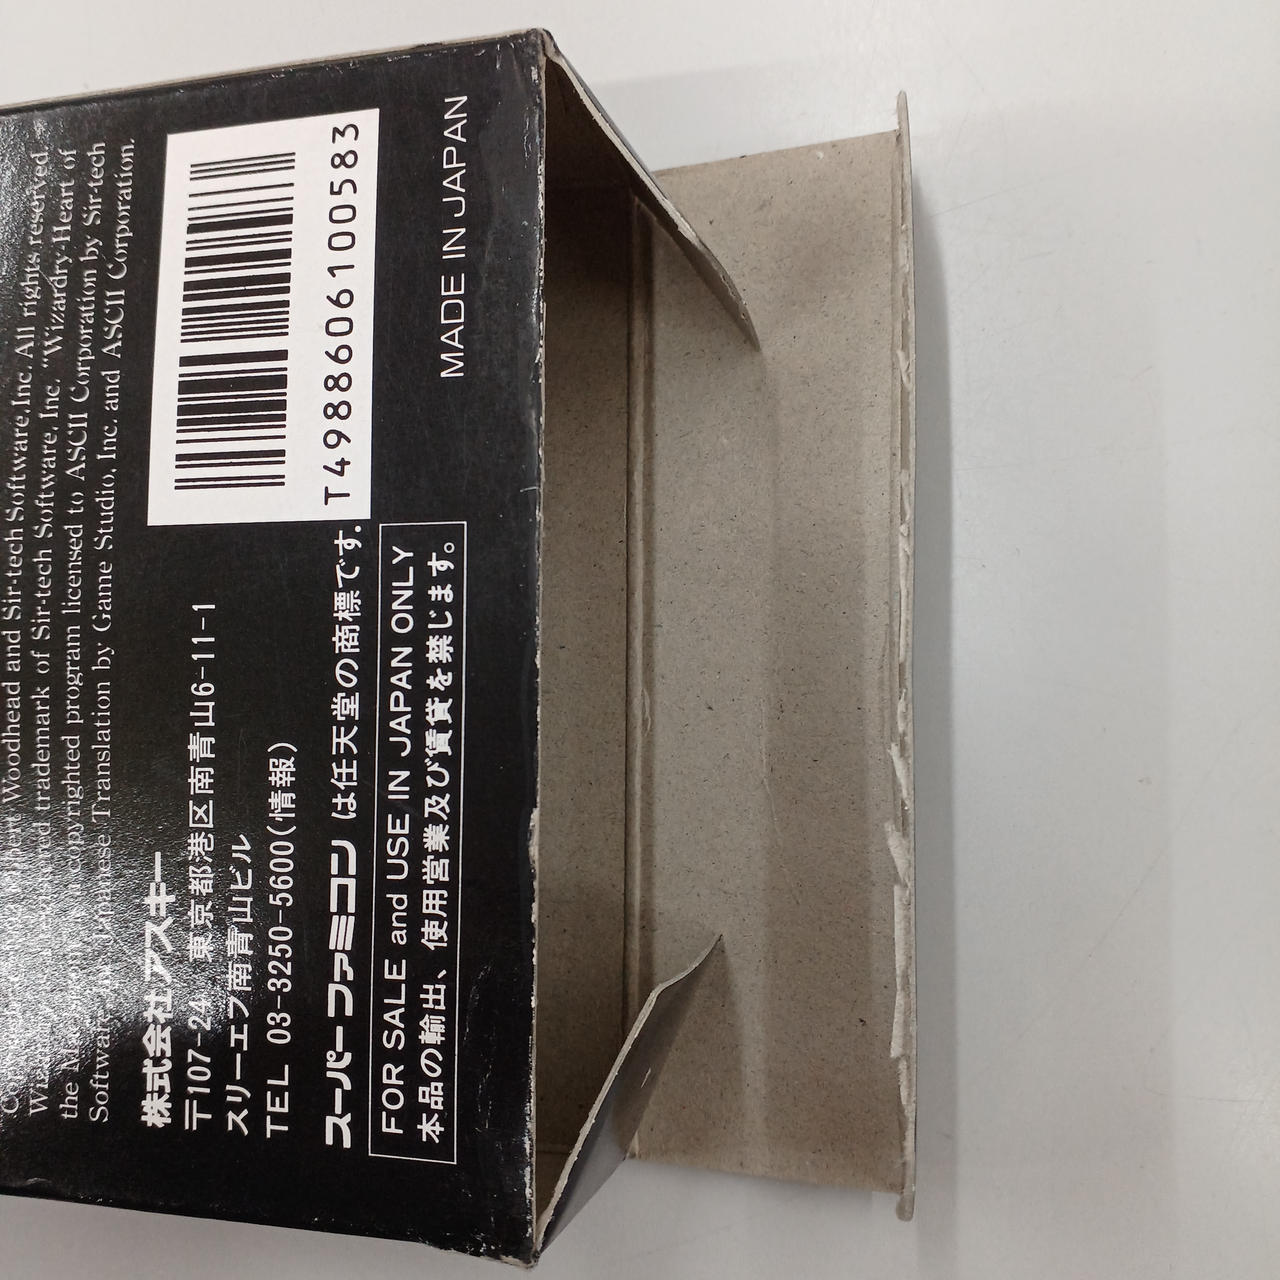 Woodhead and Sir-tech Software, Inc. All rights reserved
trademark of Sir-tech Software, Inc. "Wizardry·Heart of
the copyrighted program licensed to ASCII Corporation by Sir-tech
Software, Inc. Japanese Translation by Game Studio, Inc. and ASCII Corporation.
株式会社アスキー
〒107-24 東京都港区南青山6-11-1
スリーエフ南青山ビル
TEL 03-3250-5600(情報)
T4988606100583
スーパーファミコン は任天堂の商標です.
FOR SALE and USE IN JAPAN ONLY
本品の輸出、使用営業及び賃貸を禁じます。
MADE IN JAPAN